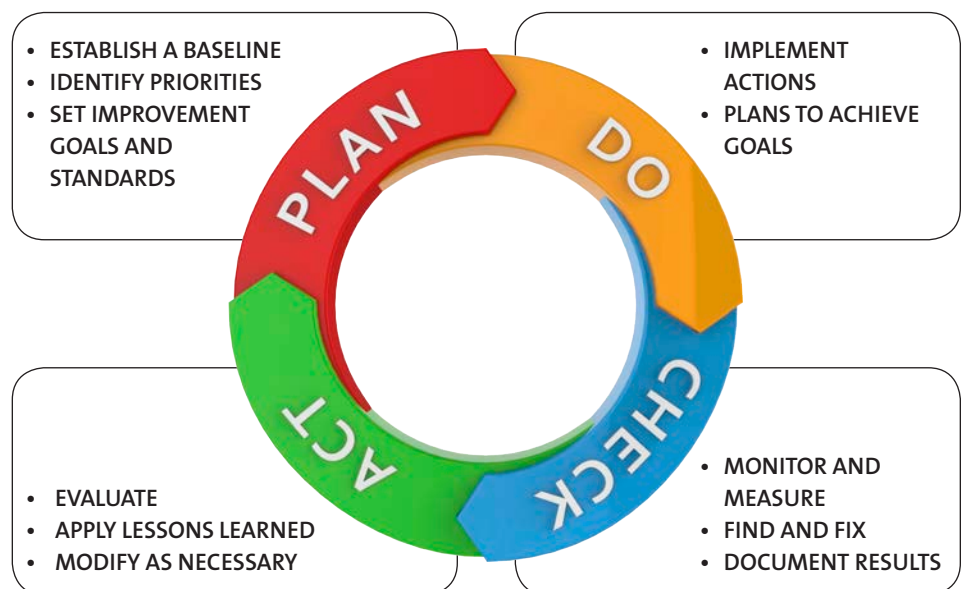 • ESTABLISH A BASELINE
• IDENTIFY PRIORITIES
• SET IMPROVEMENT
GOALS AND
STANDARDS
PLAN
DO
• IMPLEMENT
ACTIONS
• PLANS TO ACHIEVE
GOALS
ACT
CHECK
• EVALUATE
• APPLY LESSONS LEARNED
• MODIFY AS NECESSARY
• MONITOR AND
MEASURE
• FIND AND FIX
• DOCUMENT RESULTS